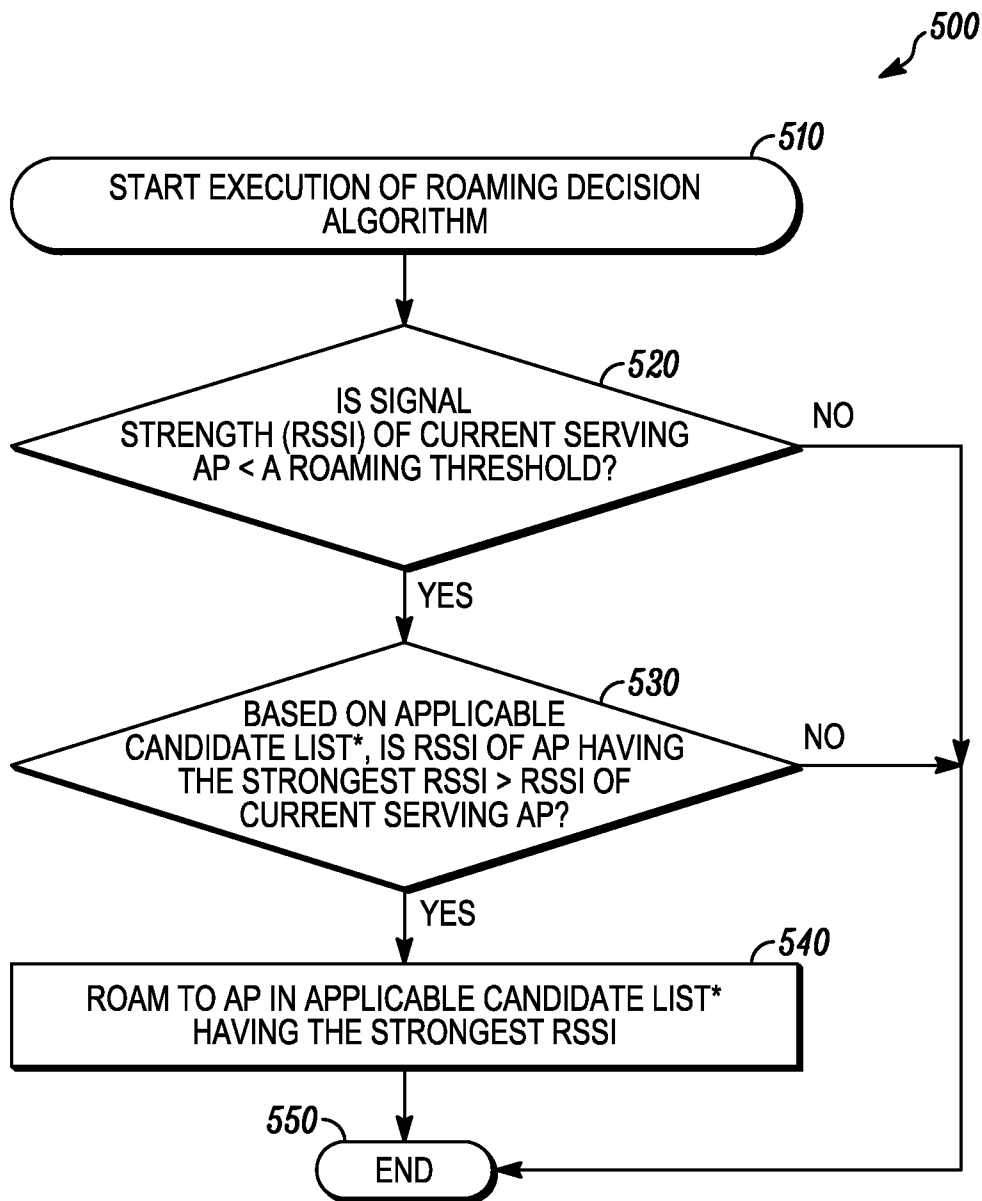 500
510
START EXECUTION OF ROAMING DECISION
ALGORITHM
520
IS SIGNAL
STRENGTH (RSSI) OF CURRENT SERVING
AP < A ROAMING THRESHOLD?
NO
YES
530
BASED ON APPLICABLE
CANDIDATE LIST*, IS RSSI OF AP HAVING
THE STRONGEST RSSI > RSSI OF
CURRENT SERVING AP?
NO
YES
540
ROAM TO AP IN APPLICABLE CANDIDATE LIST*
HAVING THE STRONGEST RSSI
550
END